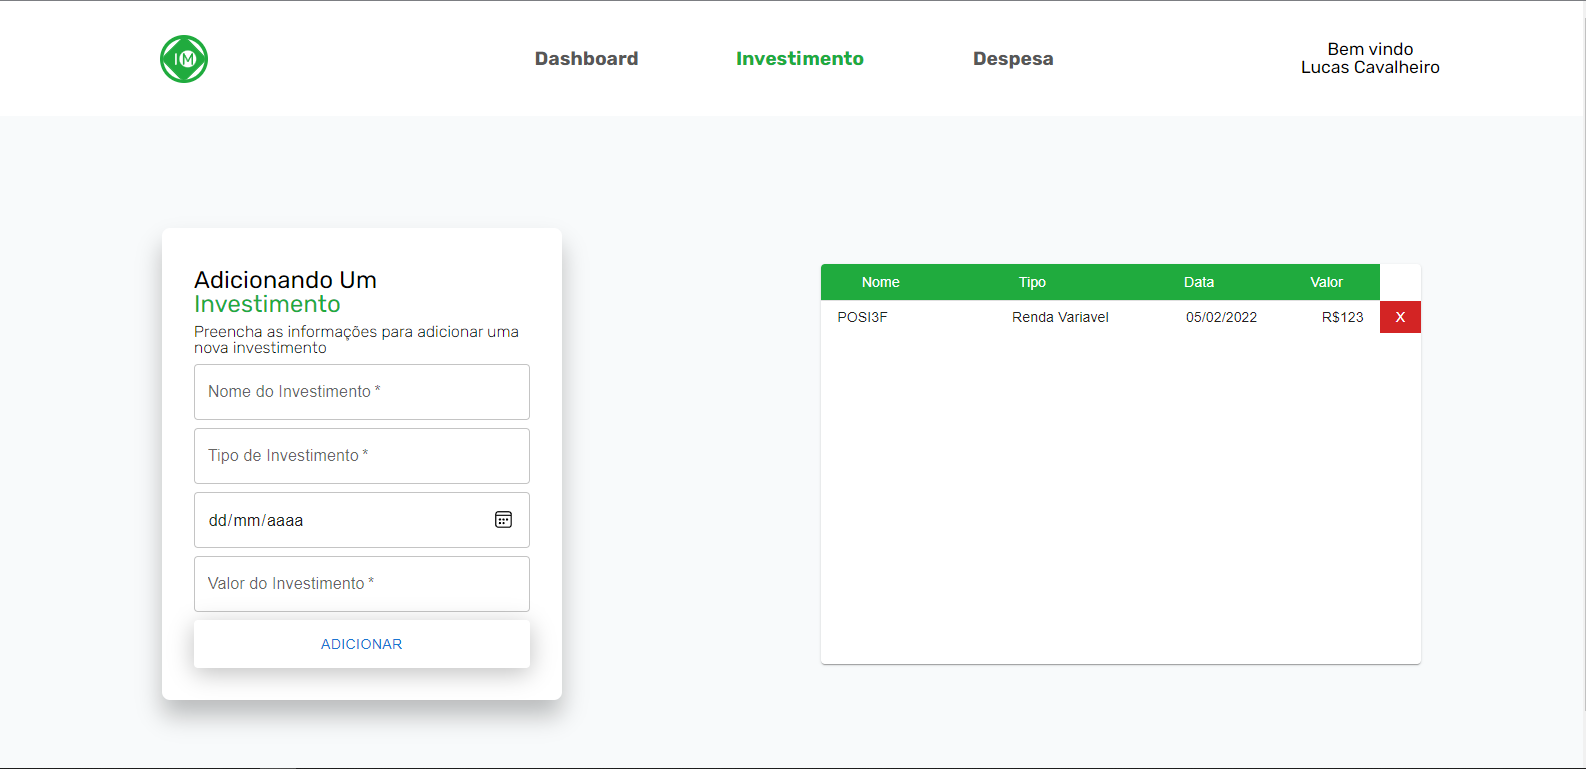 IM
Dashboard
Investimento
Despesa
Bem vindo
Lucas Cavalheiro
Adicionando Um
Investimento
Preencha as informações para adicionar uma
nova investimento
Nome do Investimento *
Tipo de Investimento *
dd/mm/aaaa
Valor do Investimento *
ADICIONAR
Nome Tipo Data Valor
POSI3F Renda Variavel 05/02/2022 R$123 X